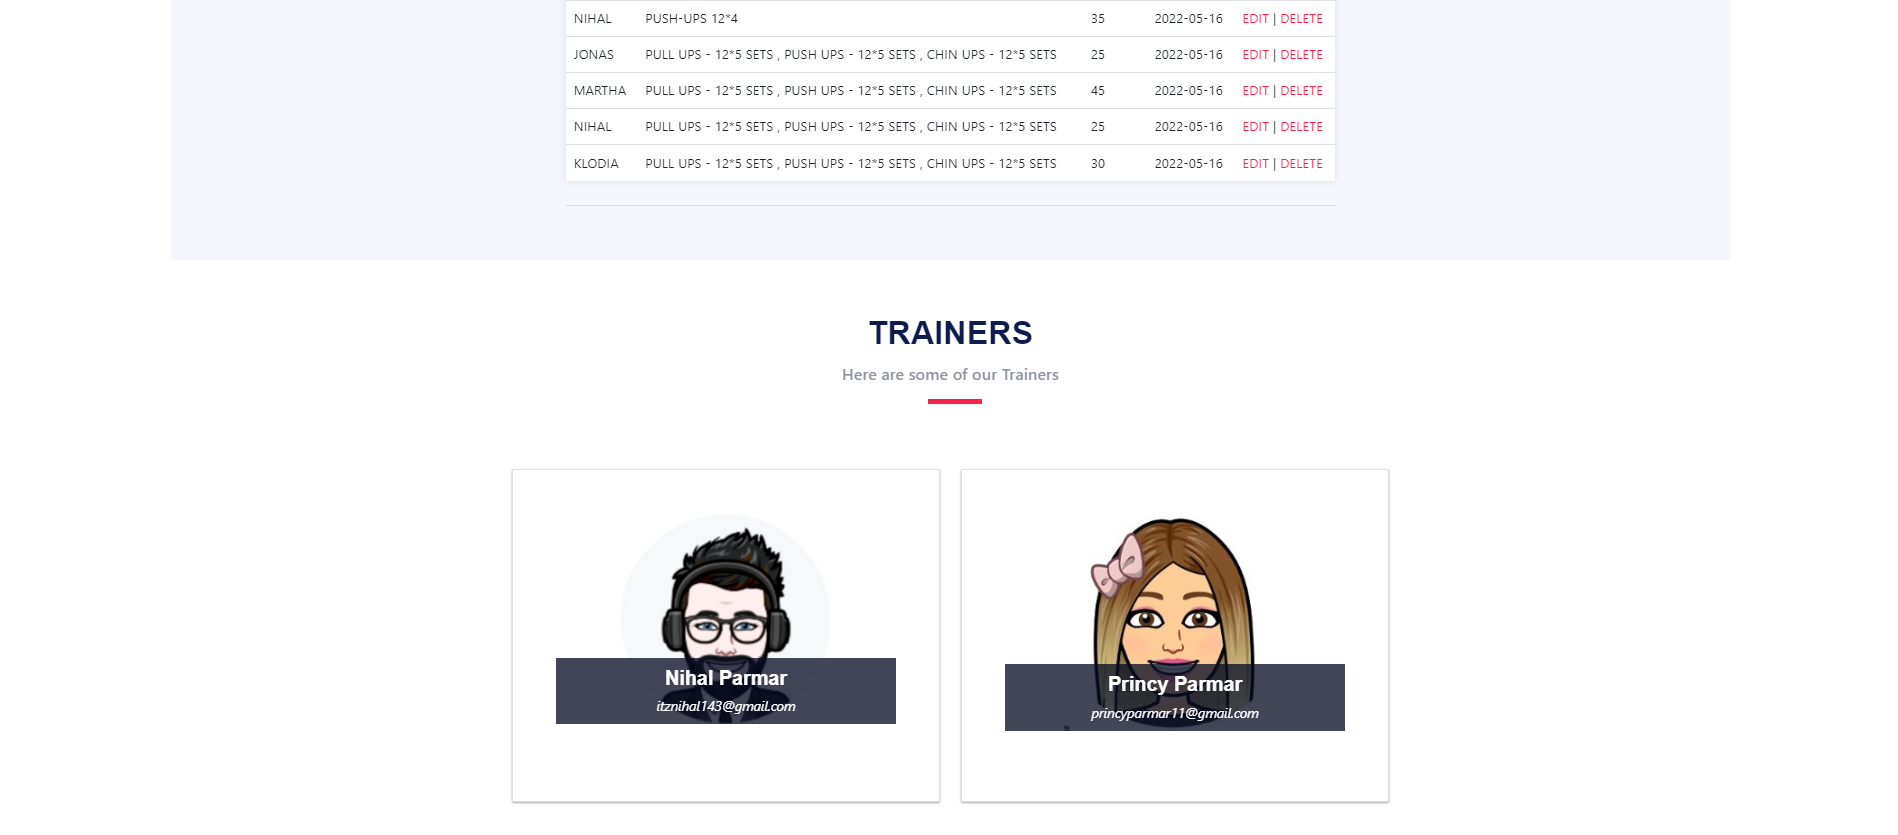 NIHAL PUSH-UPS 12*4 35 2022-05-16 EDIT | DELETE
JONAS PULL UPS - 12*5 SETS , PUSH UPS - 12*5 SETS , CHIN UPS - 12*5 SETS 25 2022-05-16 EDIT | DELETE
MARTHA PULL UPS - 12*5 SETS , PUSH UPS - 12*5 SETS , CHIN UPS - 12*5 SETS 45 2022-05-16 EDIT | DELETE
NIHAL PULL UPS - 12*5 SETS , PUSH UPS - 12*5 SETS , CHIN UPS - 12*5 SETS 25 2022-05-16 EDIT | DELETE
KLODIA PULL UPS - 12*5 SETS , PUSH UPS - 12*5 SETS , CHIN UPS - 12*5 SETS 30 2022-05-16 EDIT | DELETE
TRAINERS
Here are some of our Trainers
Nihal Parmar
itznihal143@gmail.com
Princy Parmar
princyparmar11@gmail.com